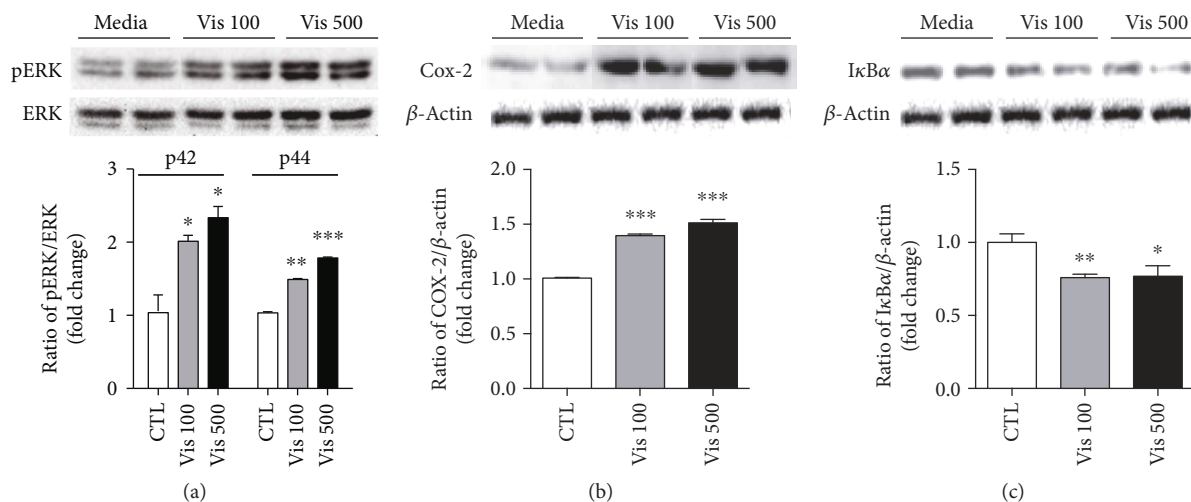 Media Vis 100 Vis 500
pERK
ERK
p42 p44
Ratio of pERK/ERK
(fold change)
3
2
1
0
*
*
**
***
CTL
Vis 100
Vis 500
CTL
Vis 100
Vis 500
(a)
Media Vis 100 Vis 500
Cox-2
β-Actin
Ratio of COX-2/β-actin
(fold change)
2.0
1.5
1.0
0.5
0.0
***
***
CTL
Vis 100
Vis 500
(b)
Media Vis 100 Vis 500
IκBα
β-Actin
Ratio of IκBα/β-actin
(fold change)
1.5
1.0
0.5
0.0
**
*
CTL
Vis 100
Vis 500
(c)